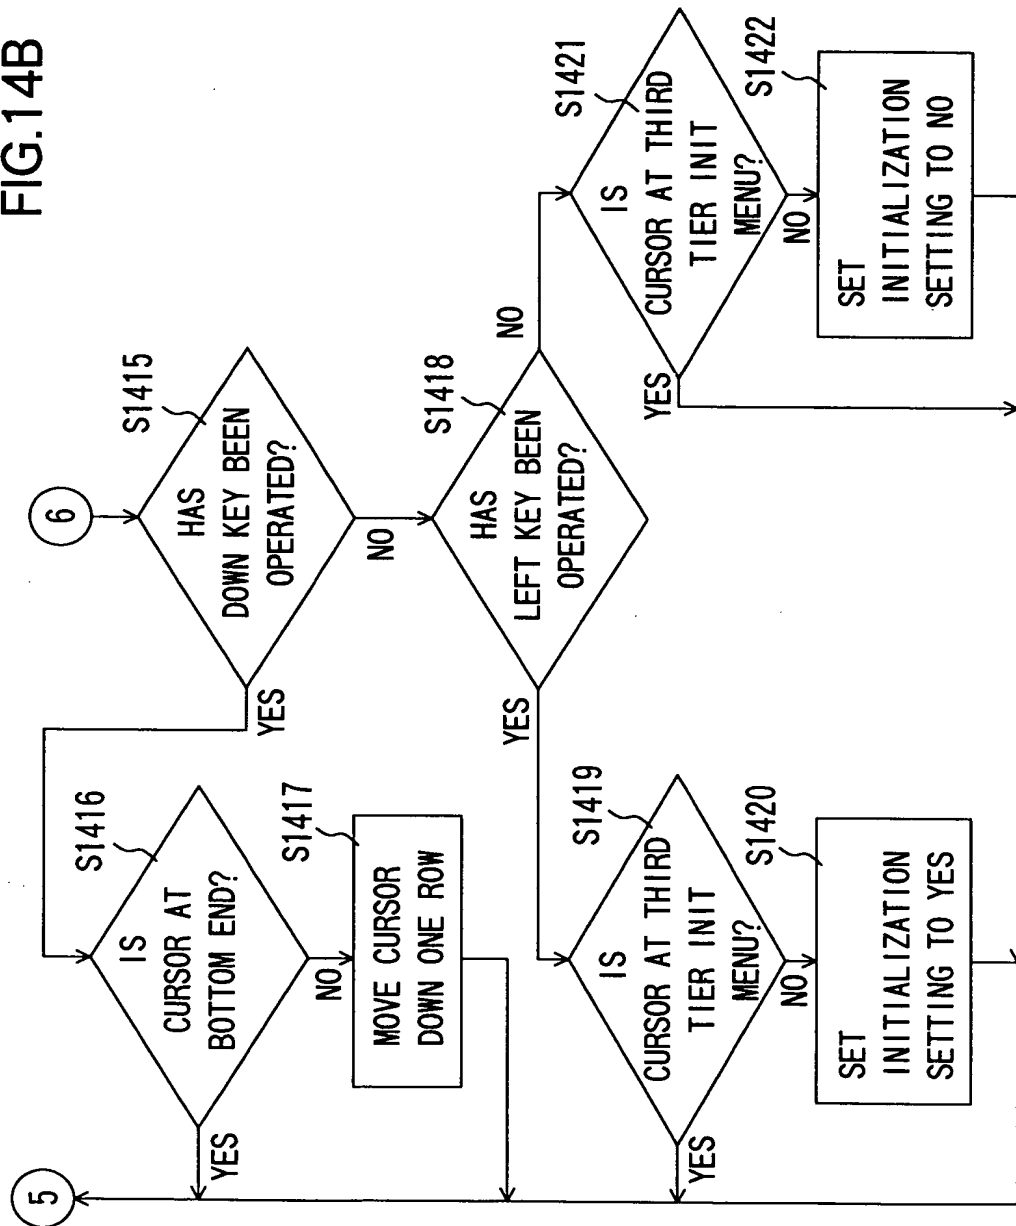 FIG.14B
6
S1415
HAS
DOWN KEY BEEN
OPERATED?
YES
NO
5
S1416
IS
CURSOR AT
BOTTOM END?
YES
NO
S1417
MOVE CURSOR
DOWN ONE ROW
S1418
HAS
LEFT KEY BEEN
OPERATED?
YES
NO
S1419
IS
CURSOR AT THIRD
TIER INIT
MENU?
YES
NO
S1420
SET
INITIALIZATION
SETTING TO YES
S1421
IS
CURSOR AT THIRD
TIER INIT
MENU?
YES
NO
S1422
SET
INITIALIZATION
SETTING TO NO